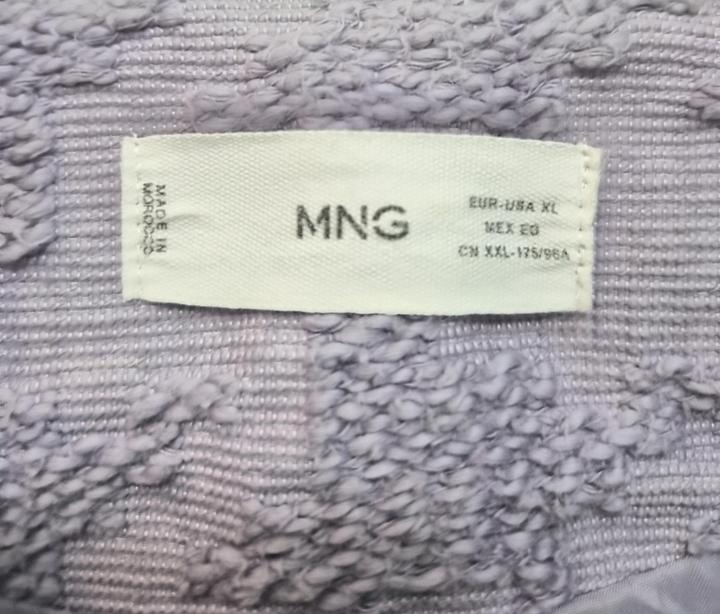 MADE IN
MOROCCO
MNG
EUR-USA XL
MEX EG
CN XXL-175/96A